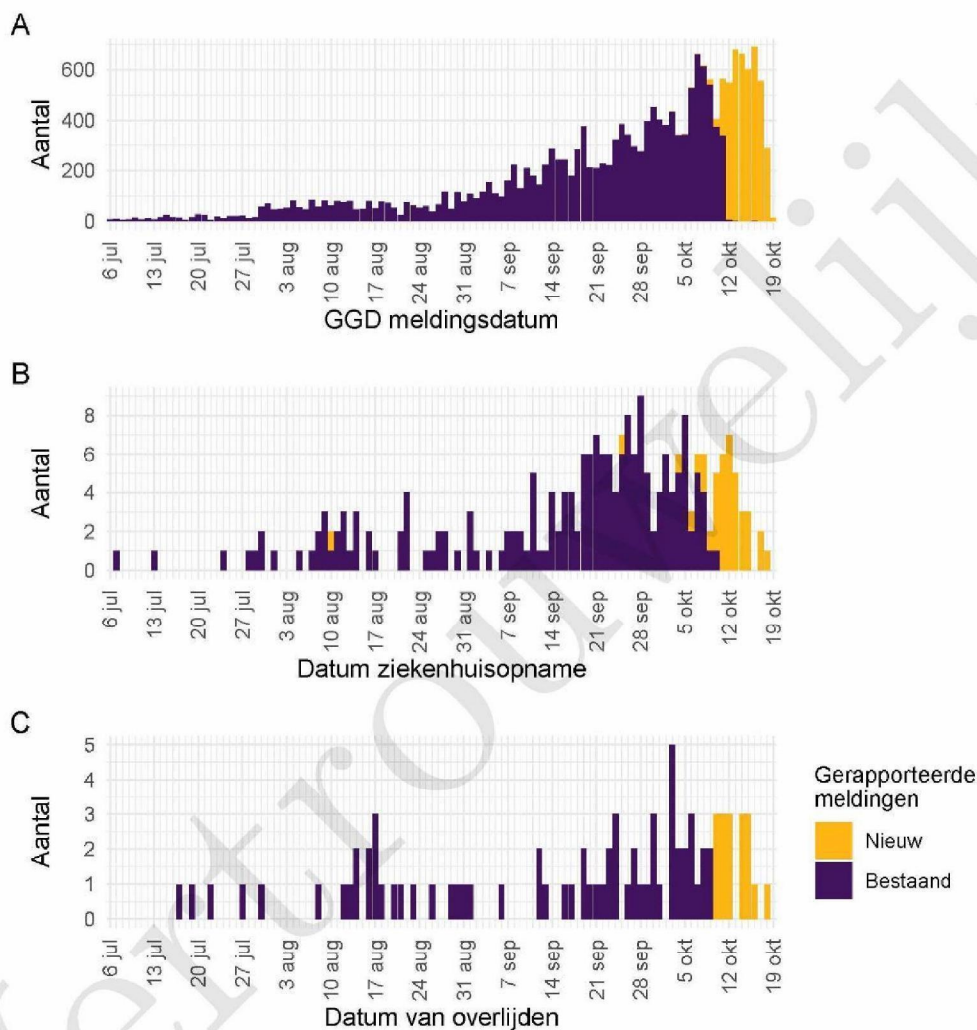 A
Aantal
600
400
200
0
6 jul
13 jul
20 jul
27 jul
3 aug
10 aug
17 aug
24 aug
31 aug
7 sep
14 sep
21 sep
28 sep
5 okt
12 okt
19 okt
GGD meldingsdatum
B
Aantal
8
6
4
2
0
6 jul
13 jul
20 jul
27 jul
3 aug
10 aug
17 aug
24 aug
31 aug
7 sep
14 sep
21 sep
28 sep
5 okt
12 okt
19 okt
Datum ziekenhuisopname
C
Aantal
5
4
3
2
1
0
6 jul
13 jul
20 jul
27 jul
3 aug
10 aug
17 aug
24 aug
31 aug
7 sep
14 sep
21 sep
28 sep
5 okt
12 okt
19 okt
Datum van overlijden
Gerapporteerde
meldingen
Nieuw
Bestaand
Vertrouwelijk